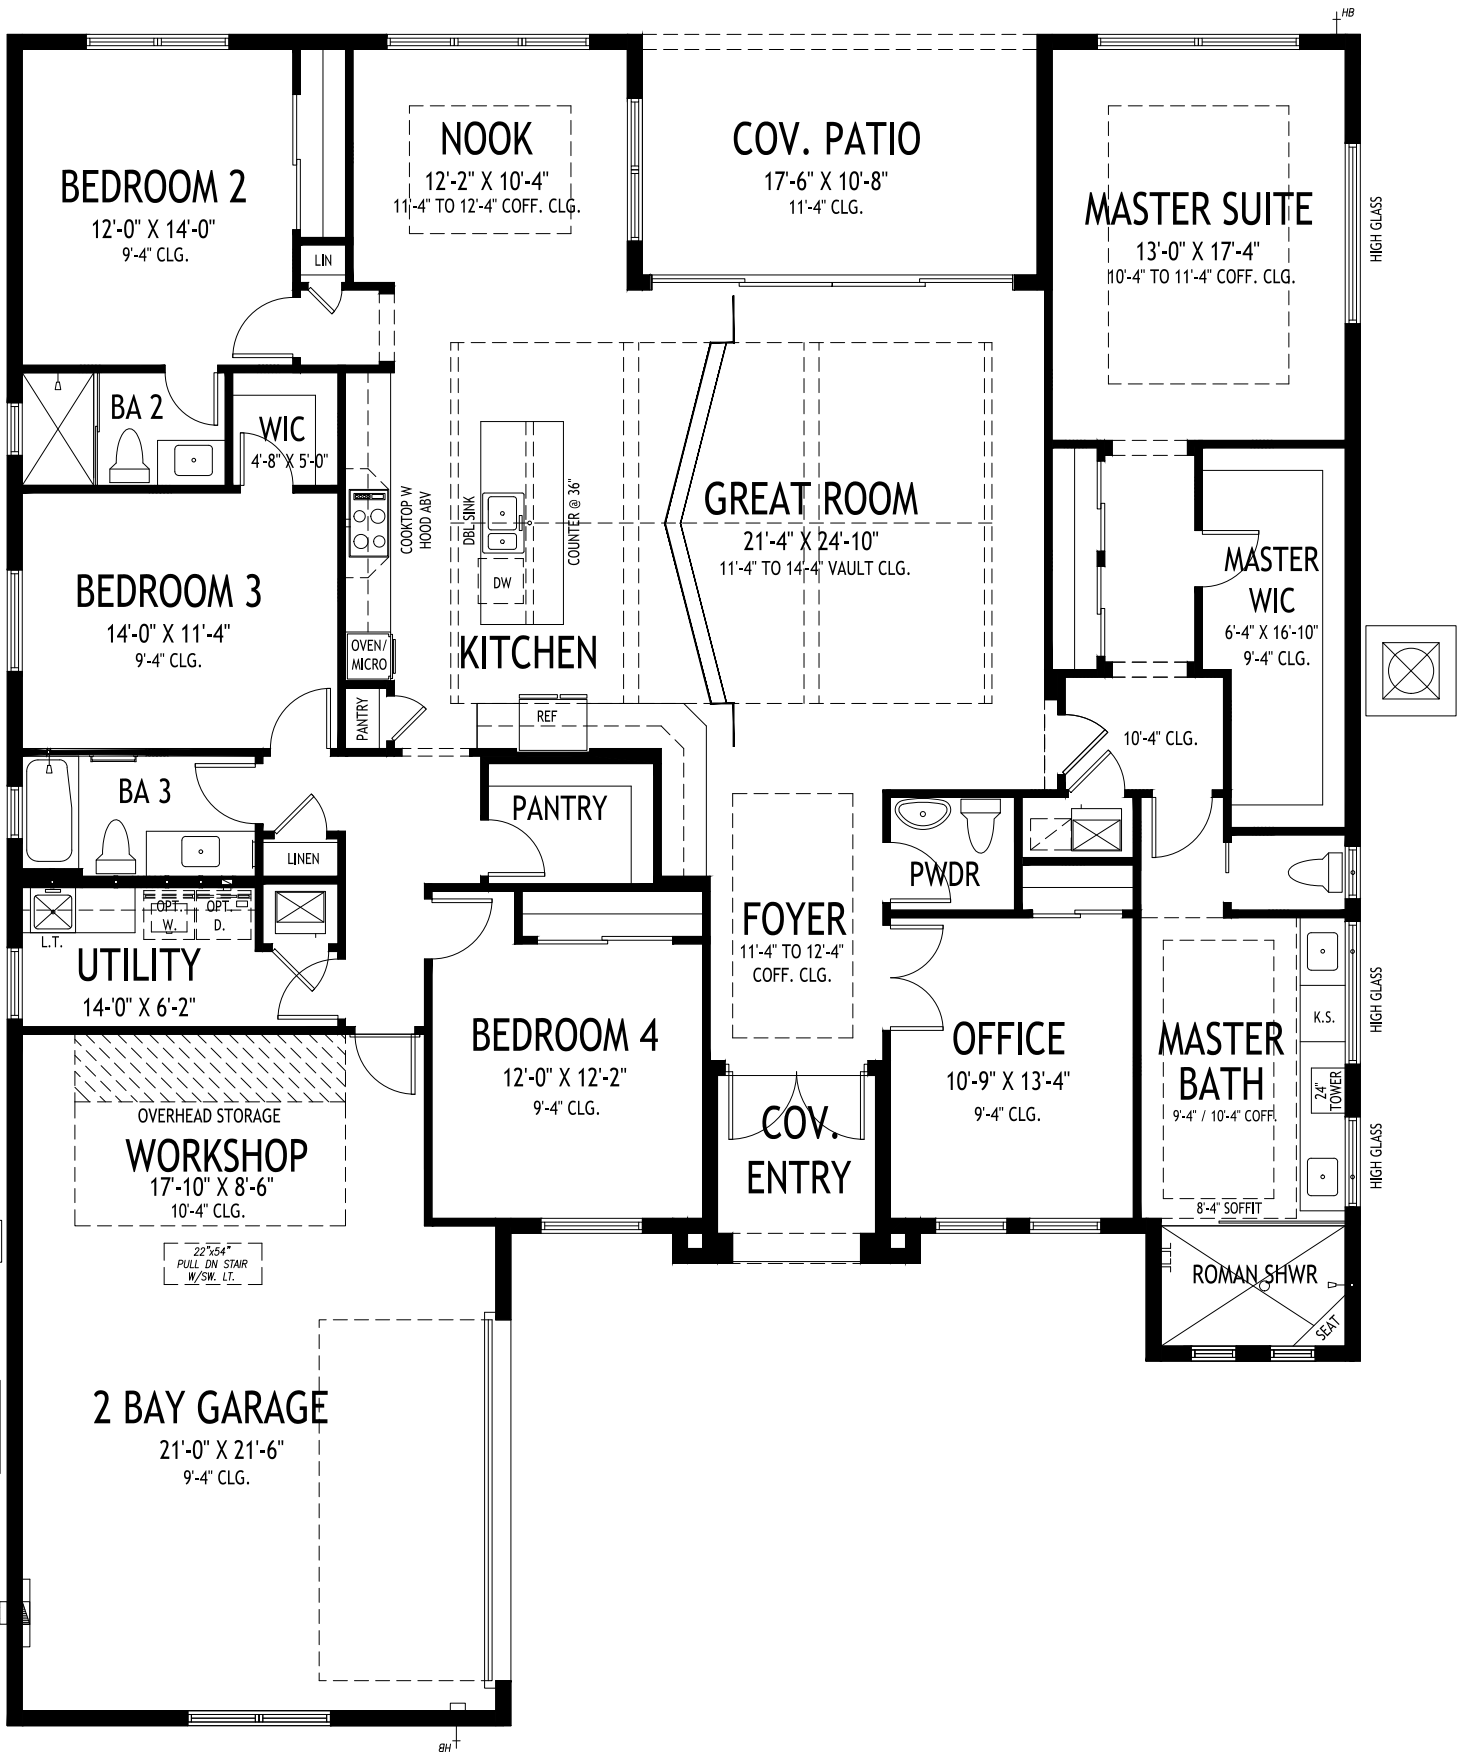 HB
BEDROOM 2
12'-0" X 14'-0"
9'-4" CLG.
LIN
NOOK
12'-2" X 10'-4"
11'-4" TO 12'-4" COFF. CLG.
COV. PATIO
17'-6" X 10'-8"
11'-4" CLG.
MASTER SUITE
13'-0" X 17'-4"
10'-4" TO 11'-4" COFF. CLG.
HIGH GLASS
BA 2
WIC
4'-8" X 5'-0"
COOKTOP W
HOOD ABV
DBL SINK
DW
COUNTER @ 36"
GREAT ROOM
21'-4" X 24'-10"
11'-4" TO 14'-4" VAULT CLG.
MASTER
WIC
6'-4" X 16'-10"
9'-4" CLG.
BEDROOM 3
14'-0" X 11'-4"
9'-4" CLG.
OVEN/
MICRO
KITCHEN
PANTRY
REF
10'-4" CLG.
BA 3
LINEN
PANTRY
PWDR
OPT.
W.
OPT.
D.
L.T.
UTILITY
14-'0" X 6'-2"
FOYER
11'-4" TO 12'-4"
COFF. CLG.
BEDROOM 4
12'-0" X 12'-2"
9'-4" CLG.
OFFICE
10'-9" X 13'-4"
9'-4" CLG.
MASTER
BATH
9'-4" / 10'-4" COFF.
K.S.
24"
TOWER
HIGH GLASS
HIGH GLASS
8'-4" SOFFIT
OVERHEAD STORAGE
WORKSHOP
17'-10" X 8'-6"
10'-4" CLG.
COV.
ENTRY
22"x54"
PULL DN STAIR
W/SW. LT.
ROMAN SHWR
SEAT
2 BAY GARAGE
21'-0" X 21'-6"
9'-4" CLG.
HB